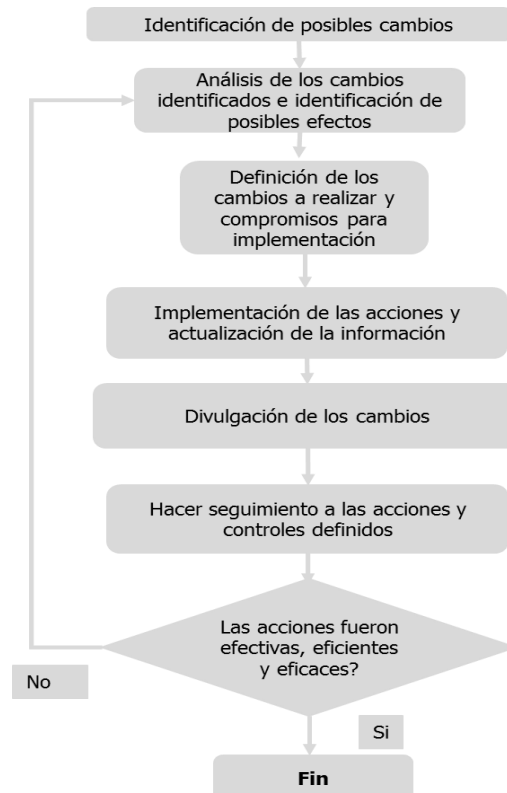 Identificación de posibles cambios
Análisis de los cambios
identificados e identificación de
posibles efectos
Definición de los
cambios a realizar y
compromisos para
implementación
Implementación de las acciones y
actualización de la información
Divulgación de los cambios
Hacer seguimiento a las acciones y
controles definidos
Las acciones fueron
efectivas, eficientes
y eficaces?
No
Si
Fin